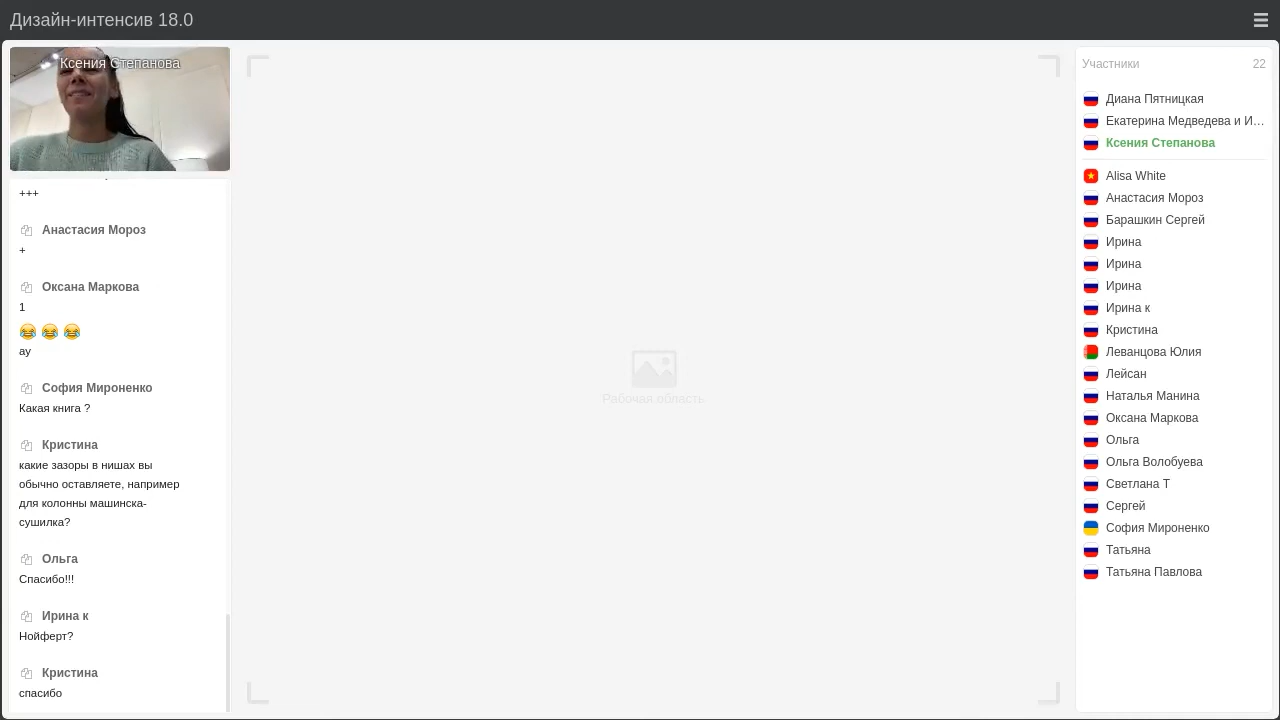 Дизайн-интенсив 18.0
Ксения Степанова
+++
Анастасия Мороз
+
Оксана Маркова
1
ау
София Мироненко
Какая книга ?
Кристина
какие зазоры в нишах вы
обычно оставляете, например
для колонны машинска-
сушилка?
Ольга
Спасибо!!!
Ирина к
Нойферт?
Кристина
спасибо
Рабочая область
Участники 22
Диана Пятницкая
Екатерина Медведева и И...
Ксения Степанова
Alisa White
Анастасия Мороз
Барашкин Сергей
Ирина
Ирина
Ирина
Ирина к
Кристина
Леванцова Юлия
Лейсан
Наталья Манина
Оксана Маркова
Ольга
Ольга Волобуева
Светлана Т
Сергей
София Мироненко
Татьяна
Татьяна Павлова